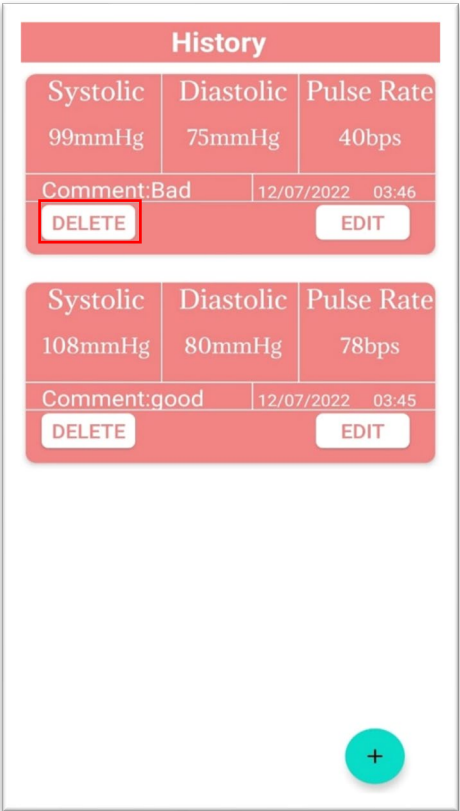 History
Systolic Diastolic Pulse Rate
99mmHg 75mmHg 40bps
Comment:Bad 12/07/2022 03:46
DELETE EDIT
Systolic Diastolic Pulse Rate
108mmHg 80mmHg 78bps
Comment:good 12/07/2022 03:45
DELETE EDIT
+